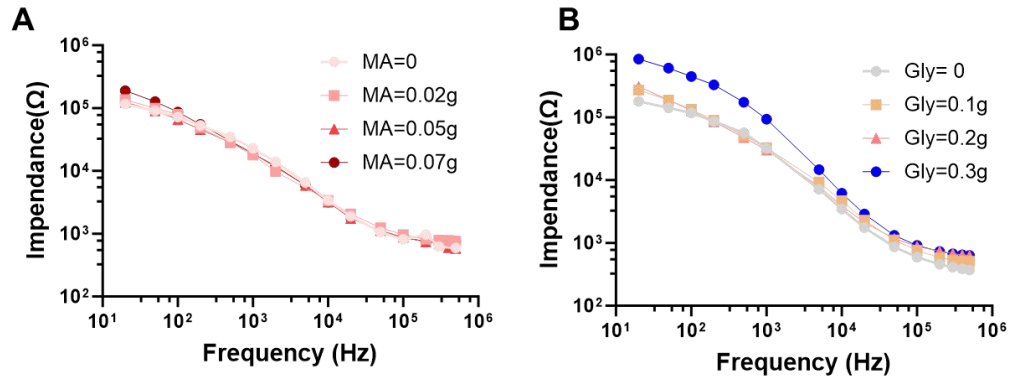 A
Impendance(Ω)
10⁶
10⁵
10⁴
10³
10²
10¹
10²
10³
10⁴
10⁵
10⁶
Frequency (Hz)
MA=0
MA=0.02g
MA=0.05g
MA=0.07g
B
Impendance(Ω)
10⁶
10⁵
10⁴
10³
10²
10¹
10²
10³
10⁴
10⁵
10⁶
Frequency (Hz)
Gly= 0
Gly=0.1g
Gly=0.2g
Gly=0.3g